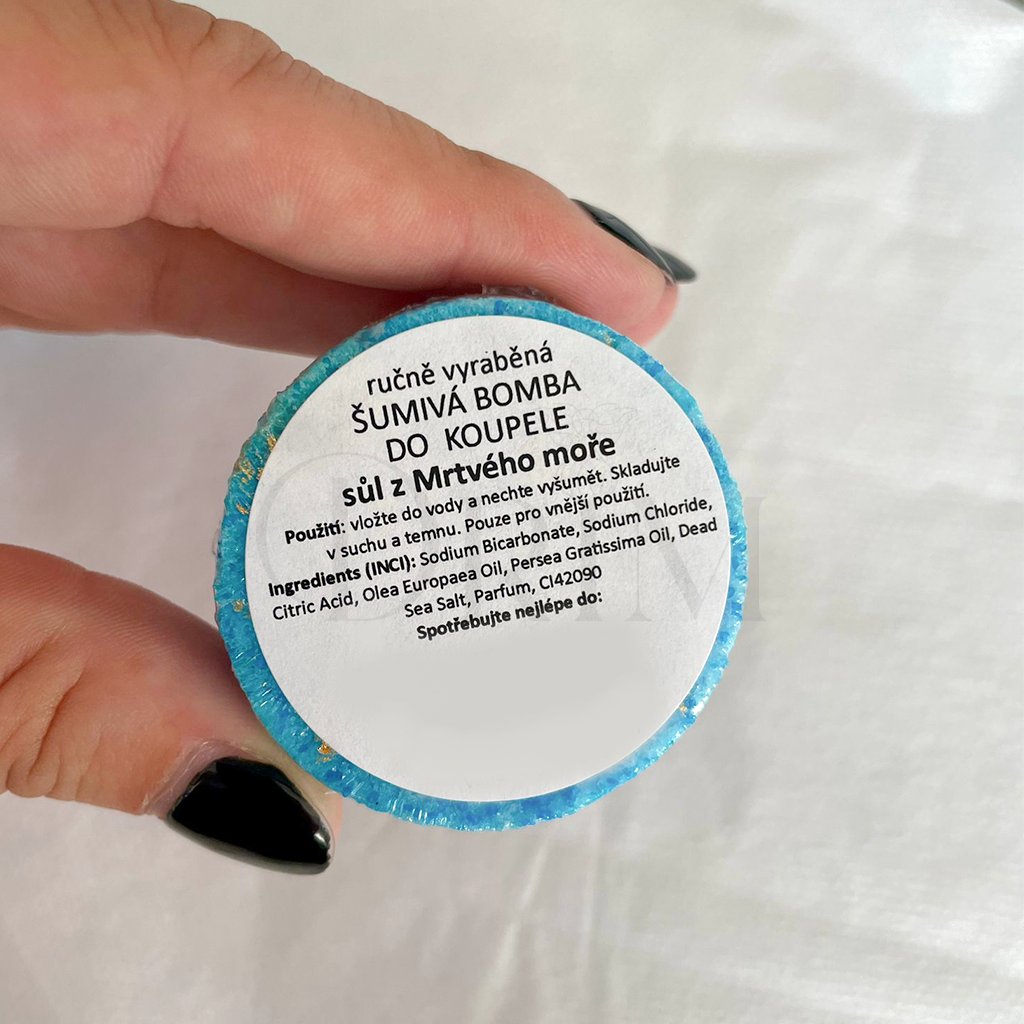 ručně vyraběná
ŠUMIVÁ BOMBA
DO KOUPELE
sůl z Mrtvého moře
Použití: vložte do vody a nechte vyšumět. Skladujte
v suchu a temnu. Pouze pro vnější použití.
Ingredients (INCI): Sodium Bicarbonate, Sodium Chloride,
Citric Acid, Olea Europaea Oil, Persea Gratissima Oil, Dead
Sea Salt, Parfum, CI42090
Spotřebujte nejlépe do: